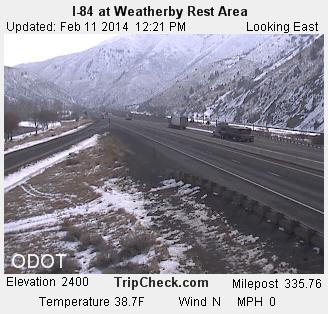 I-84 at Weatherby Rest Area
Updated: Feb 11 2014 12:21 PM Looking East
ODOT
Elevation 2400 TripCheck.com Milepost 335.76
Temperature 38.7F Wind N MPH 0